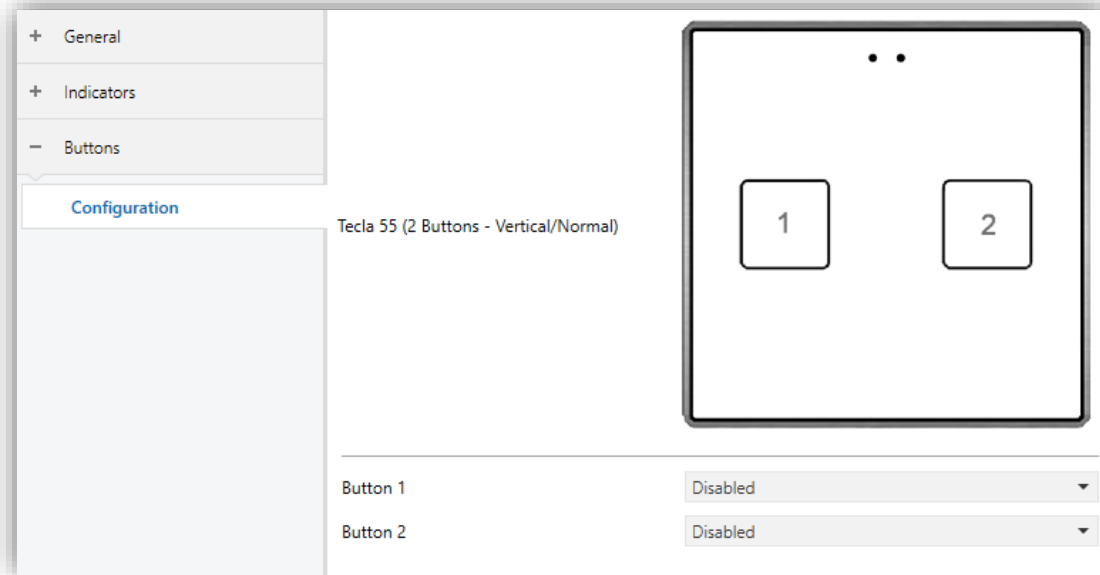 + General
+ Indicators
− Buttons
Configuration
Tecla 55 (2 Buttons - Vertical/Normal)
1 2
Button 1 Disabled
Button 2 Disabled